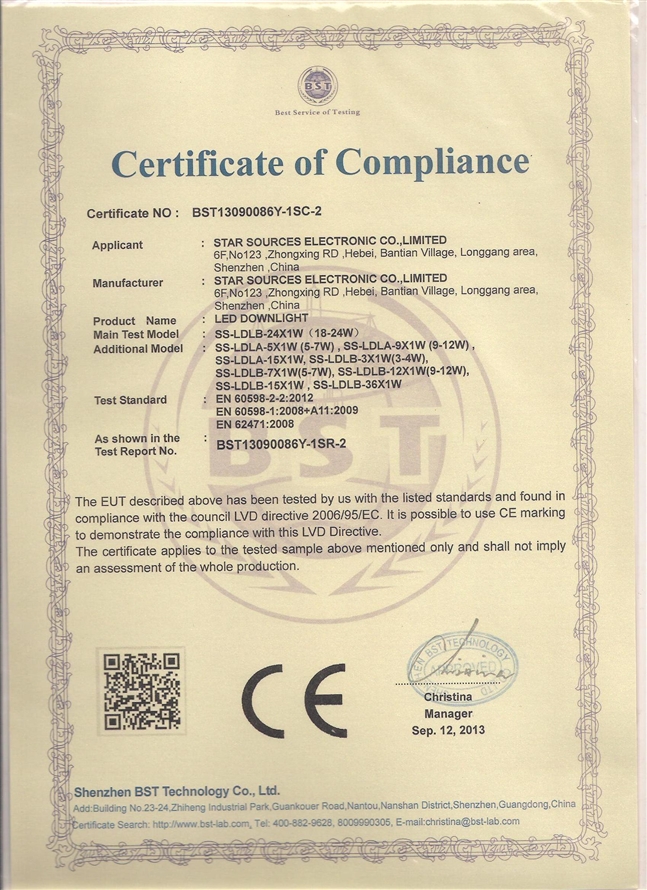 BST
Best Service of Testing
Certificate of Compliance
Certificate NO : BST13090086Y-1SC-2
Applicant : STAR SOURCES ELECTRONIC CO.,LIMITED
6F,No123 ,Zhongxing RD ,Hebei, Bantian Village, Longgang area,
Shenzhen ,China
Manufacturer : STAR SOURCES ELECTRONIC CO.,LIMITED
6F,No123 ,Zhongxing RD ,Hebei, Bantian Village, Longgang area,
Shenzhen ,China
Product Name : LED DOWNLIGHT
Main Test Model : SS-LDLB-24X1W (18-24W)
Additional Model : SS-LDLA-5X1W (5-7W) , SS-LDLA-9X1W (9-12W) ,
SS-LDLA-15X1W, SS-LDLB-3X1W(3-4W),
SS-LDLB-7X1W(5-7W), SS-LDLB-12X1W(9-12W),
SS-LDLB-15X1W , SS-LDLB-36X1W
Test Standard : EN 60598-2-2:2012
EN 60598-1:2008+A11:2009
EN 62471:2008
As shown in the :
Test Report No. BST13090086Y-1SR-2
BST
The EUT described above has been tested by us with the listed standards and found in
compliance with the council LVD directive 2006/95/EC. It is possible to use CE marking
to demonstrate the compliance with this LVD Directive.
The certificate applies to the tested sample above mentioned only and shall not imply
an assessment of the whole production.
CE
BST TECHNOLOGY
APPROVED
Christina
Manager
Sep. 12, 2013
Shenzhen BST Technology Co., Ltd.
Add:Building No.23-24,Zhiheng Industrial Park,Guankouer Road,Nantou,Nanshan District,Shenzhen,Guangdong,China
Certificate Search: http://www.bst-lab.com, Tel: 400-882-9628, 8009990305, E-mail:christina@bst-lab.com